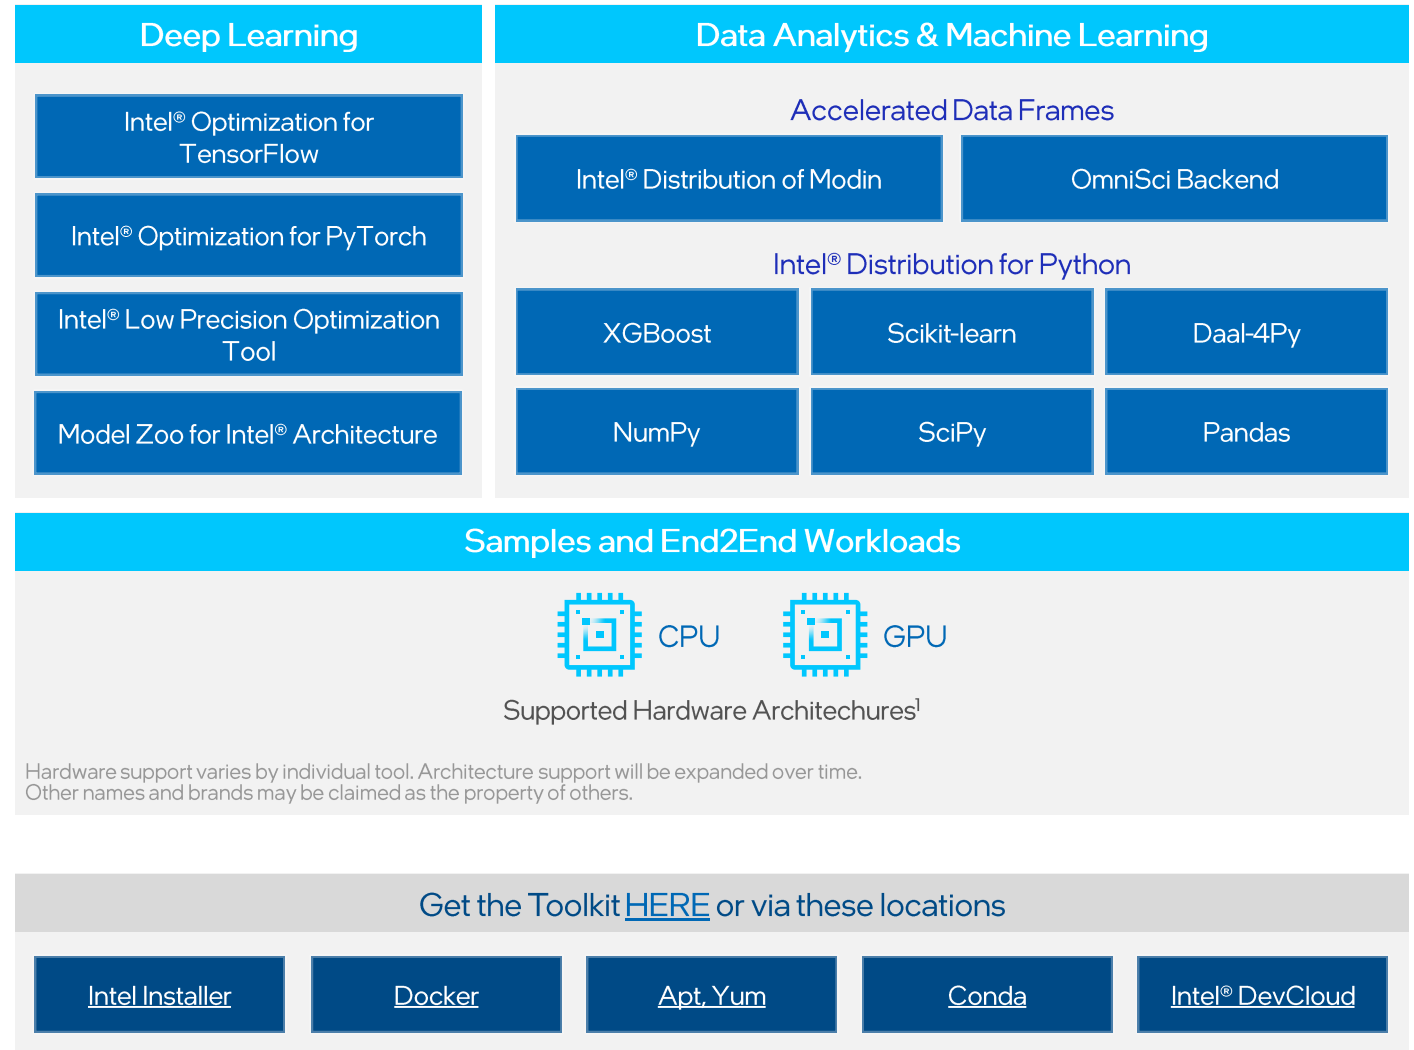 Deep Learning
Intel® Optimization for
TensorFlow
Intel® Optimization for PyTorch
Intel® Low Precision Optimization
Tool
Model Zoo for Intel® Architecture
Data Analytics & Machine Learning
Accelerated Data Frames
Intel® Distribution of Modin
OmniSci Backend
Intel® Distribution for Python
XGBoost
Scikit-learn
Daal-4Py
NumPy
SciPy
Pandas
Samples and End2End Workloads
CPU
GPU
Supported Hardware Architechures¹
Hardware support varies by individual tool. Architecture support will be expanded over time.
Other names and brands may be claimed as the property of others.
Get the Toolkit HERE or via these locations
Intel Installer
Docker
Apt, Yum
Conda
Intel® DevCloud